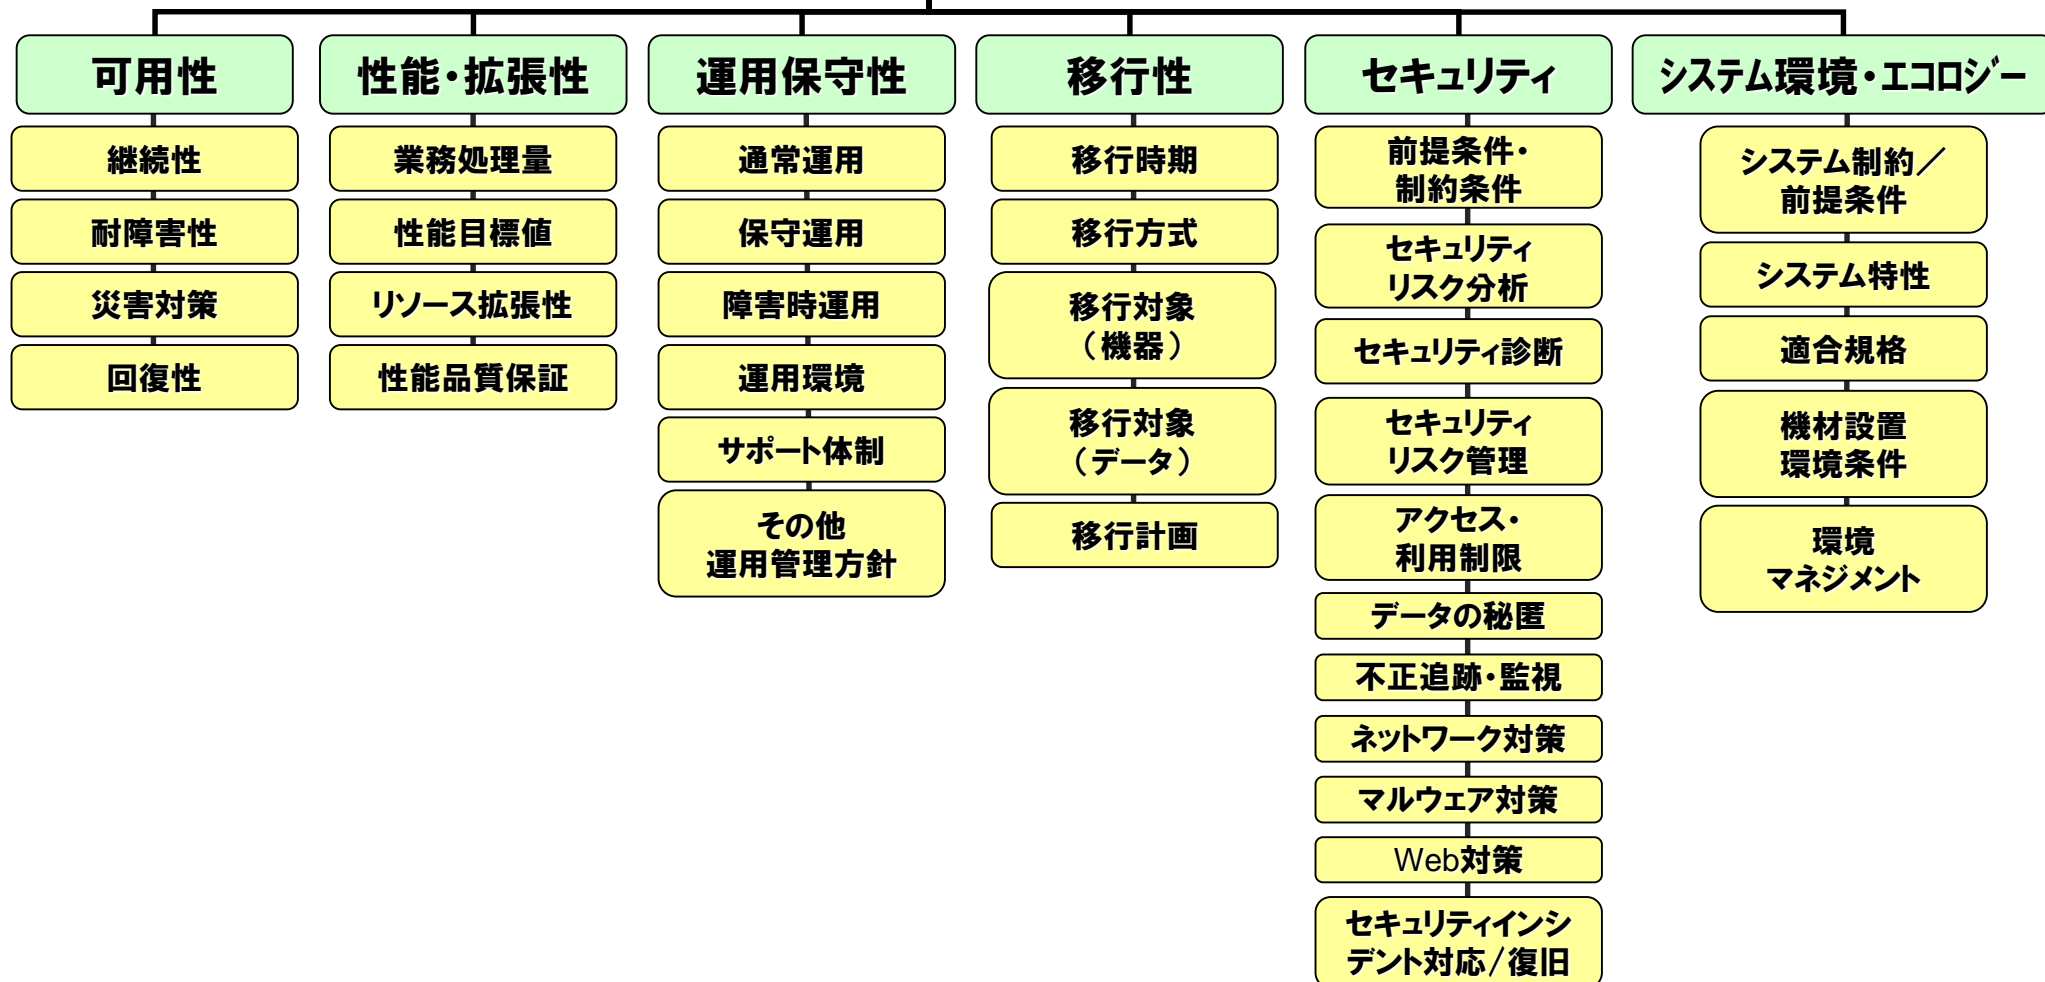 可用性
継続性
耐障害性
災害対策
回復性
性能・拡張性
業務処理量
性能目標値
リソース拡張性
性能品質保証
運用保守性
通常運用
保守運用
障害時運用
運用環境
サポート体制
その他
運用管理方針
移行性
移行時期
移行方式
移行対象
（機器）
移行対象
（データ）
移行計画
セキュリティ
前提条件・
制約条件
セキュリティ
リスク分析
セキュリティ診断
セキュリティ
リスク管理
アクセス・
利用制限
データの秘匿
不正追跡・監視
ネットワーク対策
マルウェア対策
Web対策
セキュリティインシ
デント対応/復旧
システム環境・エコロジー
システム制約／
前提条件
システム特性
適合規格
機材設置
環境条件
環境
マネジメント